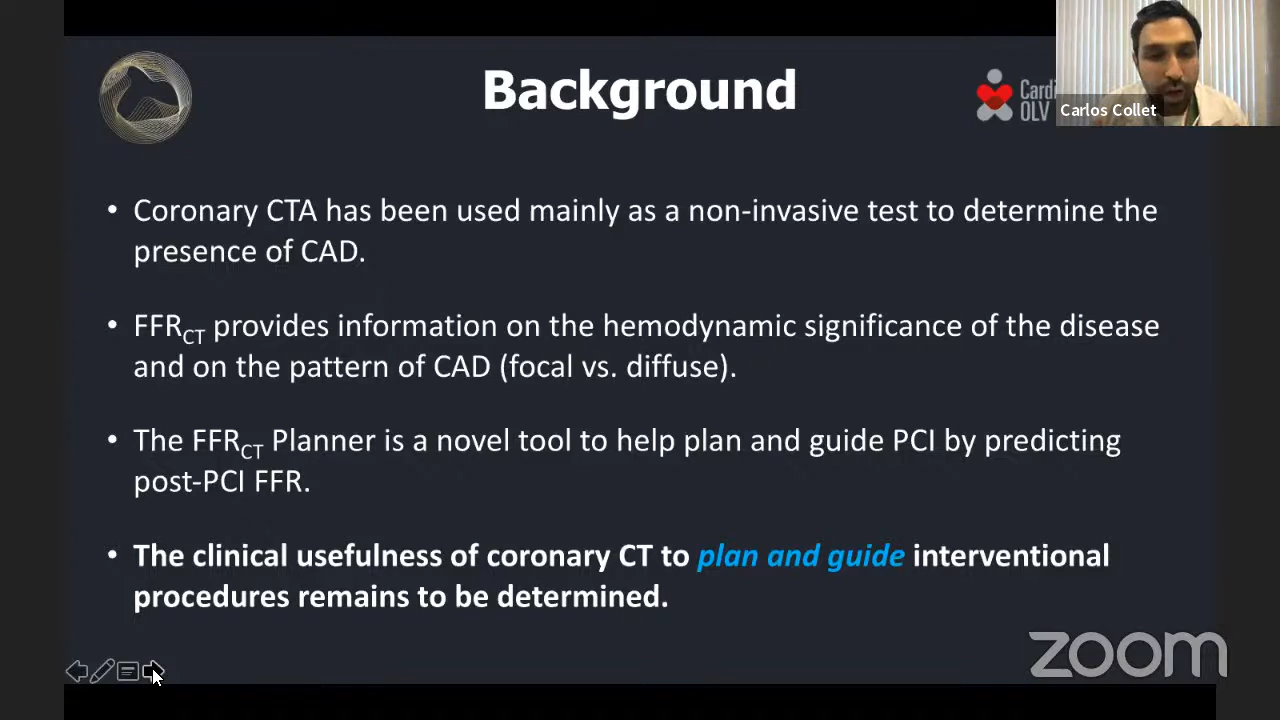 Background
Cardi
OLV
Carlos Collet
• Coronary CTA has been used mainly as a non-invasive test to determine the
presence of CAD.
• FFRCT provides information on the hemodynamic significance of the disease
and on the pattern of CAD (focal vs. diffuse).
• The FFRCT Planner is a novel tool to help plan and guide PCI by predicting
post-PCI FFR.
• The clinical usefulness of coronary CT to plan and guide interventional
procedures remains to be determined.
zoom